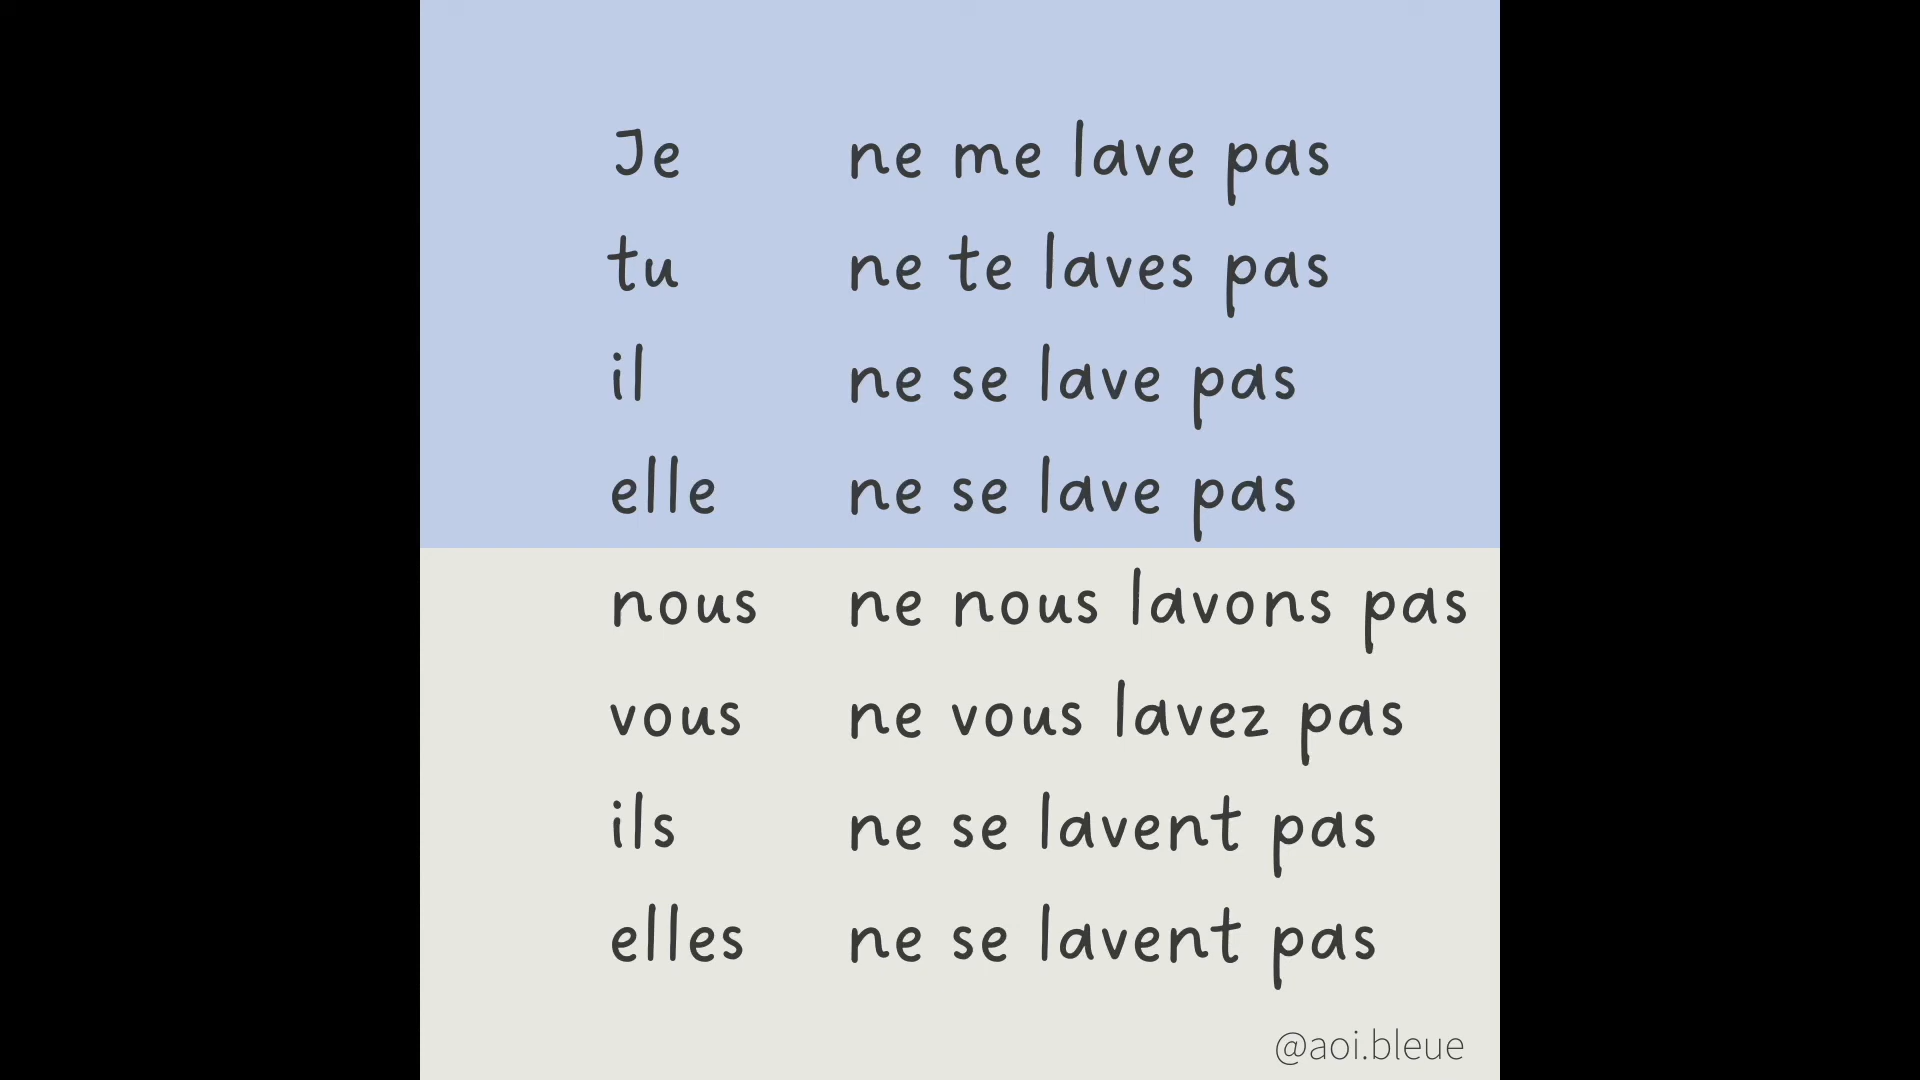 Je ne me lave pas
tu ne te laves pas
il ne se lave pas
elle ne se lave pas
nous ne nous lavons pas
vous ne vous lavez pas
ils ne se lavent pas
elles ne se lavent pas
@aoi.bleue